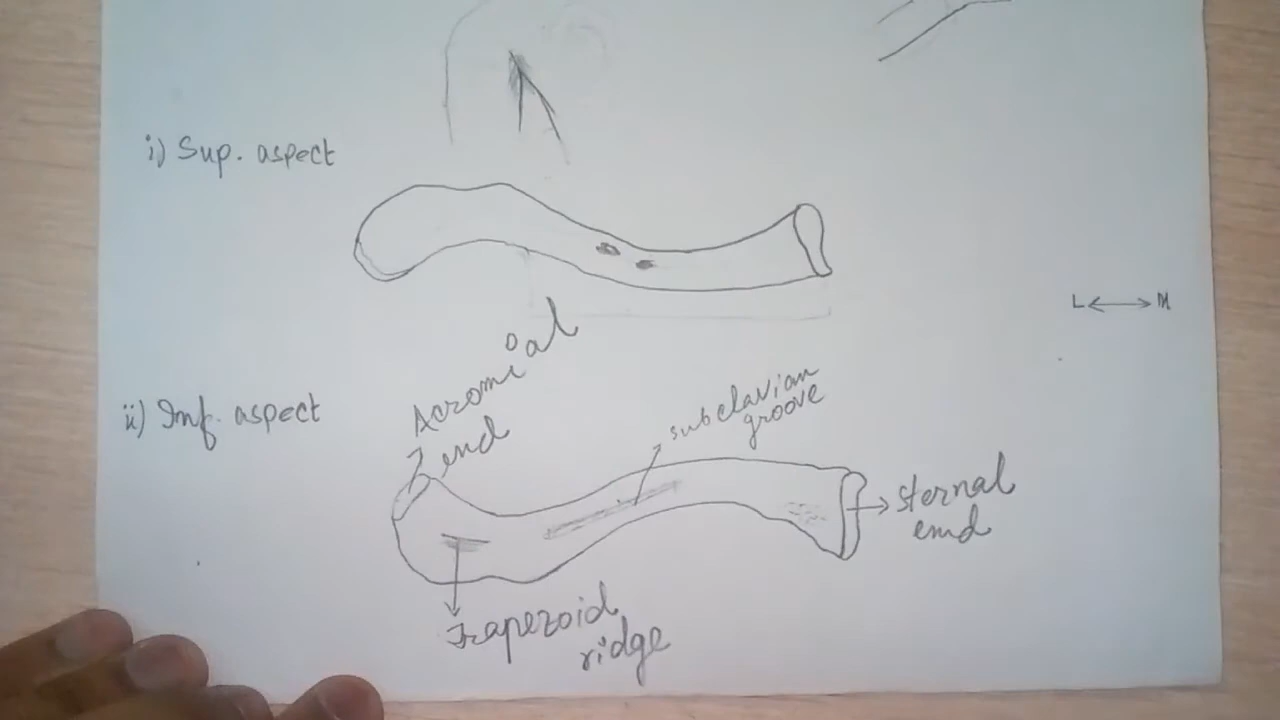 i) Sup. aspect
L ↔ M
ii) Inf. aspect
Acromial
end
subclavian
groove
sternal
end
Trapezoid
ridge